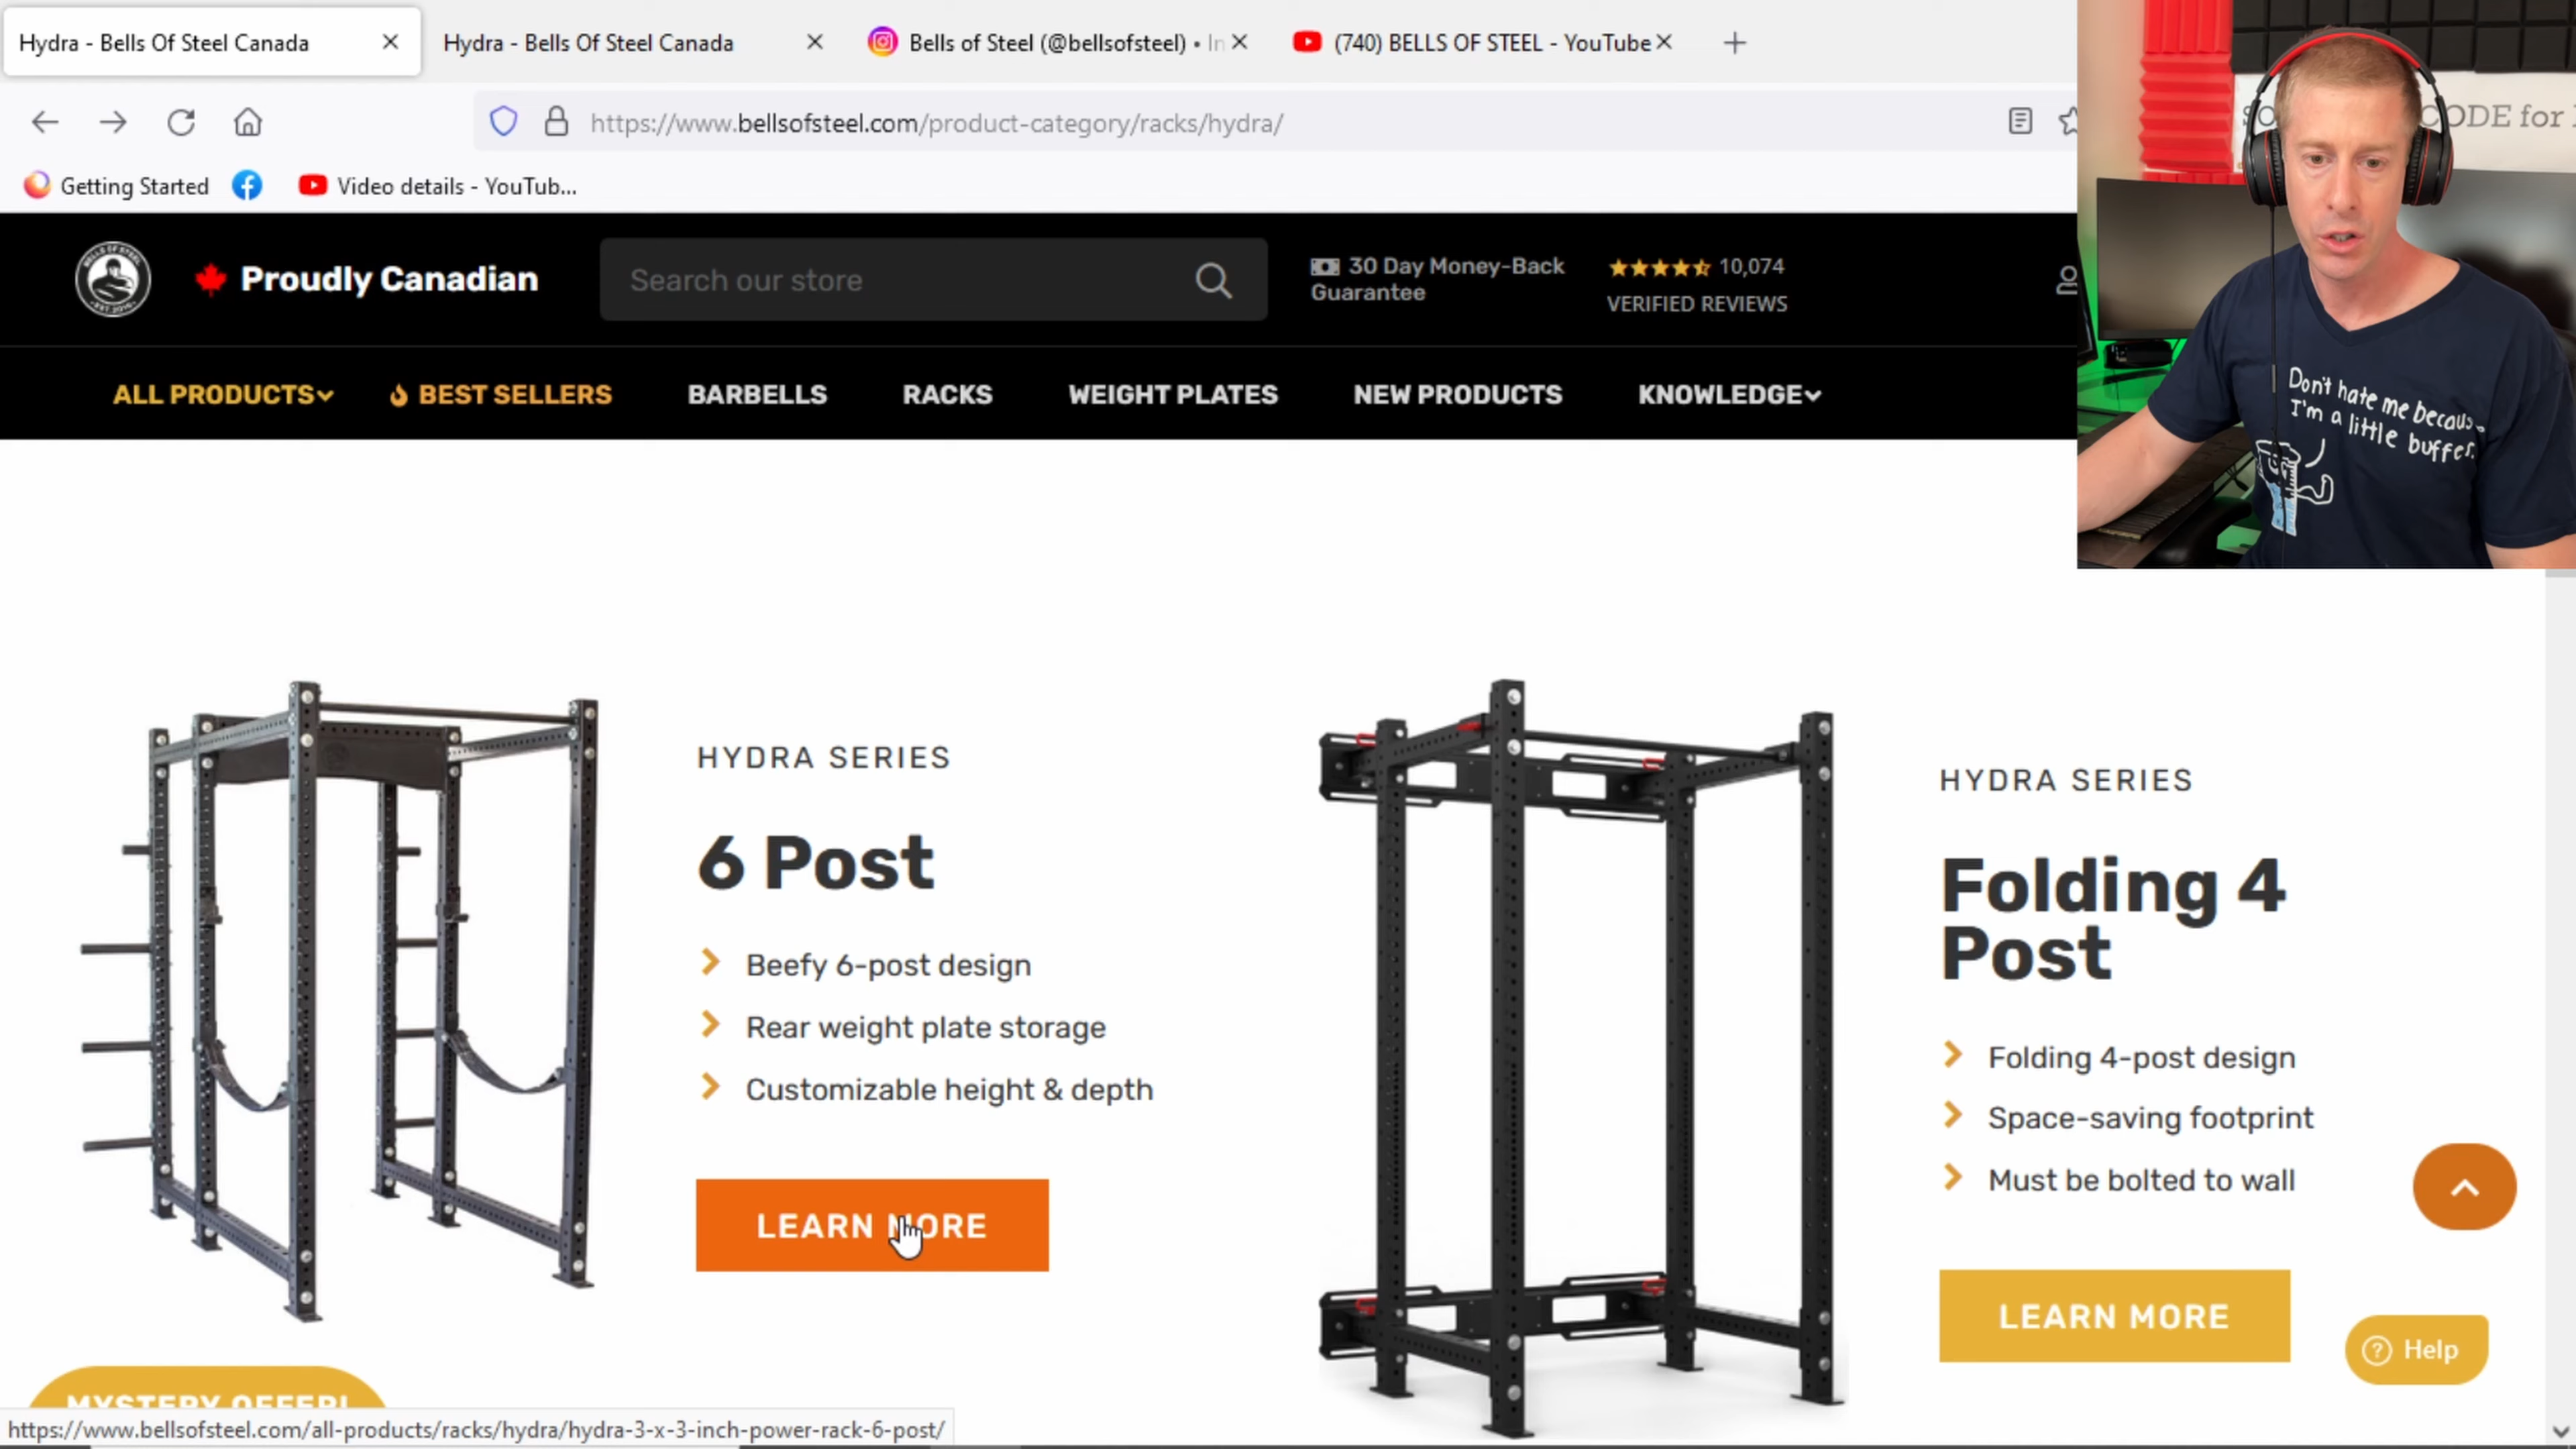 Hydra - Bells Of Steel Canada
Hydra - Bells Of Steel Canada
Bells of Steel (@bellsofsteel) • In
(740) BELLS OF STEEL - YouTube
https://www.bellsofsteel.com/product-category/racks/hydra/
CODE for
Getting Started
Video details - YouTub...
Proudly Canadian
Search our store
30 Day Money-Back
Guarantee
10,074
VERIFIED REVIEWS
ALL PRODUCTS
BEST SELLERS
BARBELLS
RACKS
WEIGHT PLATES
NEW PRODUCTS
KNOWLEDGE
Don't hate me becaus
I'm a little buffer.
HYDRA SERIES
6 Post
Beefy 6-post design
Rear weight plate storage
Customizable height & depth
LEARN MORE
HYDRA SERIES
Folding 4
Post
Folding 4-post design
Space-saving footprint
Must be bolted to wall
LEARN MORE
Help
MYSTERY OFFER!
https://www.bellsofsteel.com/all-products/racks/hydra/hydra-3-x-3-inch-power-rack-6-post/